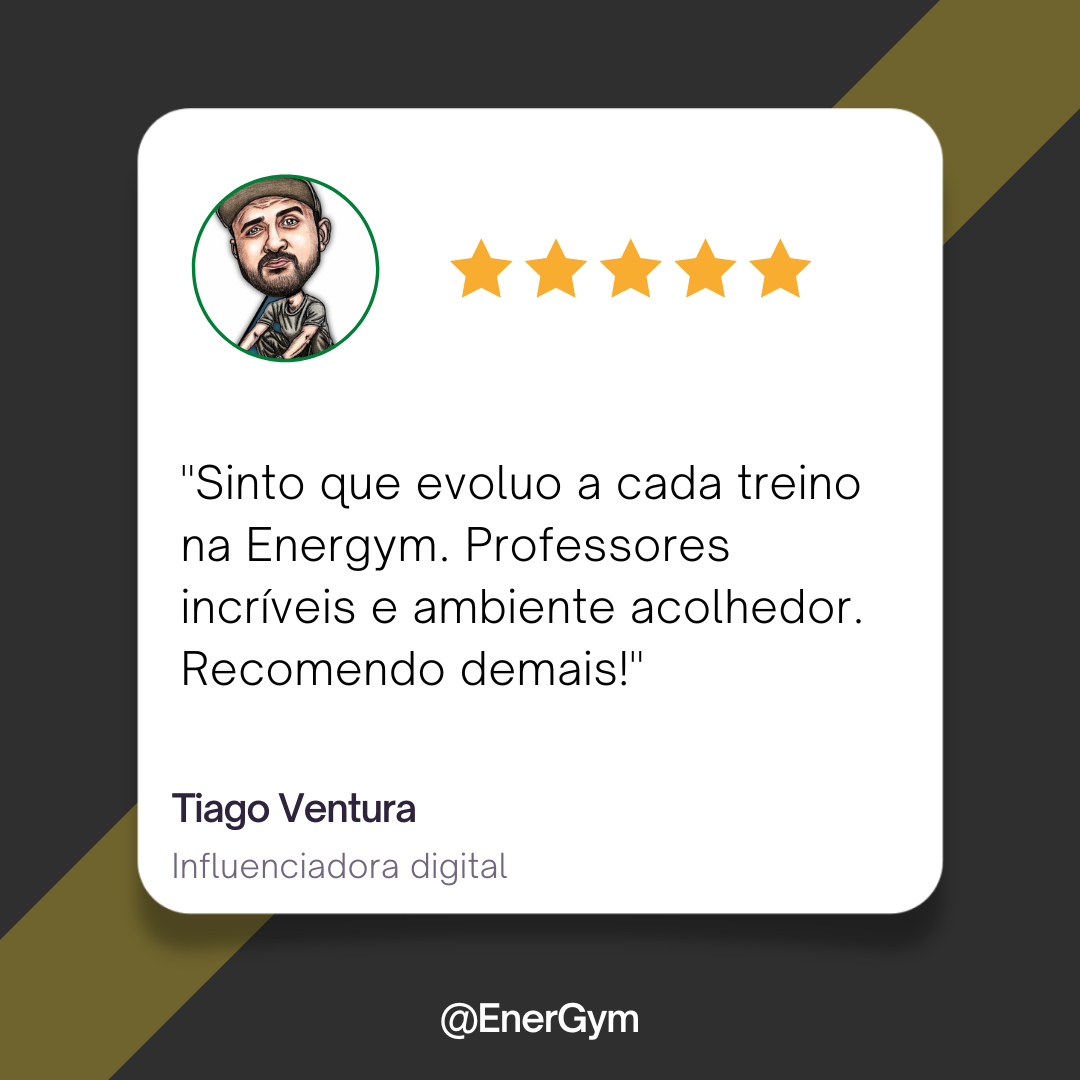 "Sinto que evoluo a cada treino
na Energym. Professores
incríveis e ambiente acolhedor.
Recomendo demais!"
Tiago Ventura
Influenciadora digital
@EnerGym